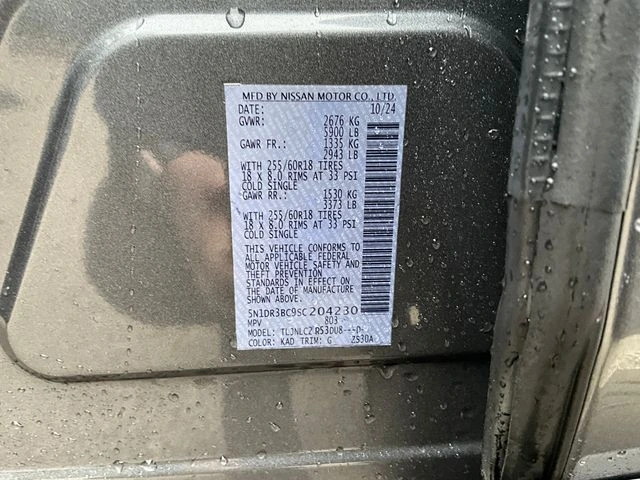 MFD BY NISSAN MOTOR CO., LTD.
DATE: 10/24
GVWR: 2676 KG
5900 LB
GAWR FR.: 1335 KG
2943 LB
WITH 255/60R18 TIRES
18 X 8.0 RIMS AT 33 PSI
COLD SINGLE
GAWR RR.: 1530 KG
3373 LB
WITH 255/60R18 TIRES
18 X 8.0 RIMS AT 33 PSI
COLD SINGLE
THIS VEHICLE CONFORMS TO
ALL APPLICABLE FEDERAL
MOTOR VEHICLE SAFETY AND
THEFT PREVENTION
STANDARDS IN EFFECT ON THE
DATE OF MANUFACTURE
SHOWN ABOVE.
5N1DR3BC9SC204230
MPV 803
MODEL: TLJNLCZ R53DU8---D-
COLOR: KAD TRIM: G ZS30A